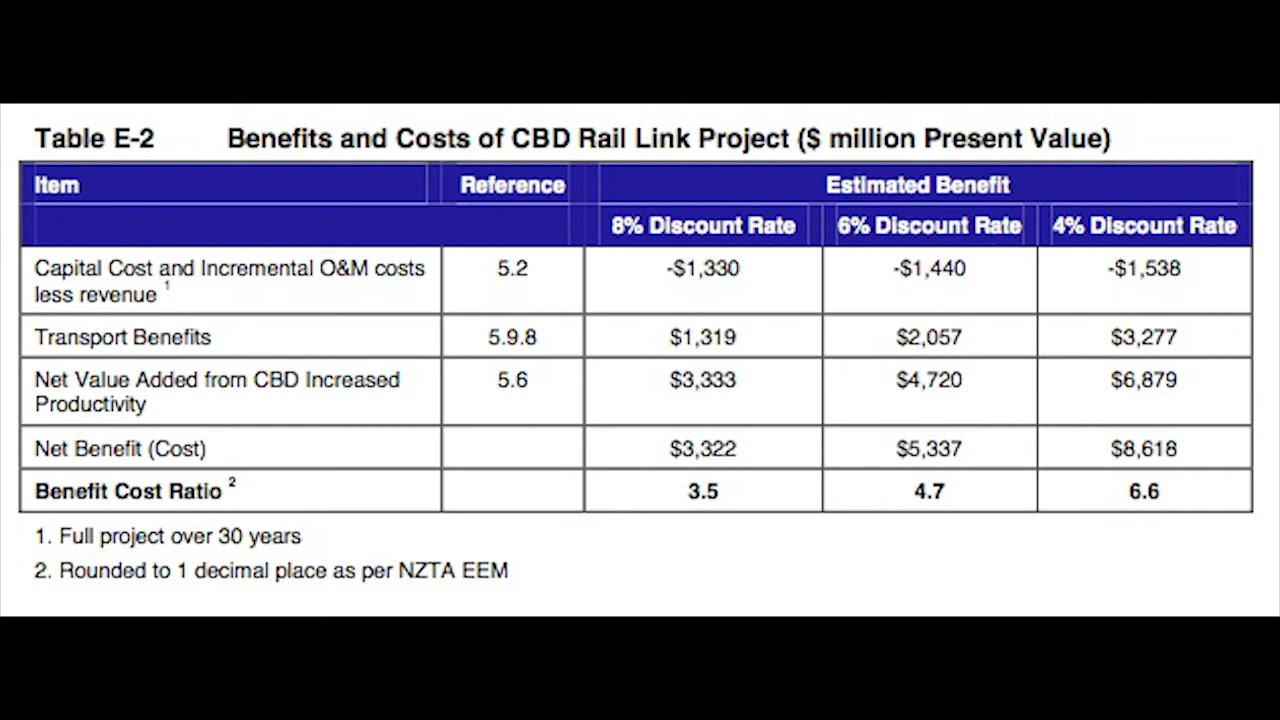 Table E-2 Benefits and Costs of CBD Rail Link Project ($ million Present Value)
Item Reference Estimated Benefit
8% Discount Rate 6% Discount Rate 4% Discount Rate
Capital Cost and Incremental O&M costs 5.2 -$1,330 -$1,440 -$1,538
less revenue 1
Transport Benefits 5.9.8 $1,319 $2,057 $3,277
Net Value Added from CBD Increased 5.6 $3,333 $4,720 $6,879
Productivity
Net Benefit (Cost) $3,322 $5,337 $8,618
Benefit Cost Ratio 2 3.5 4.7 6.6
1. Full project over 30 years
2. Rounded to 1 decimal place as per NZTA EEM